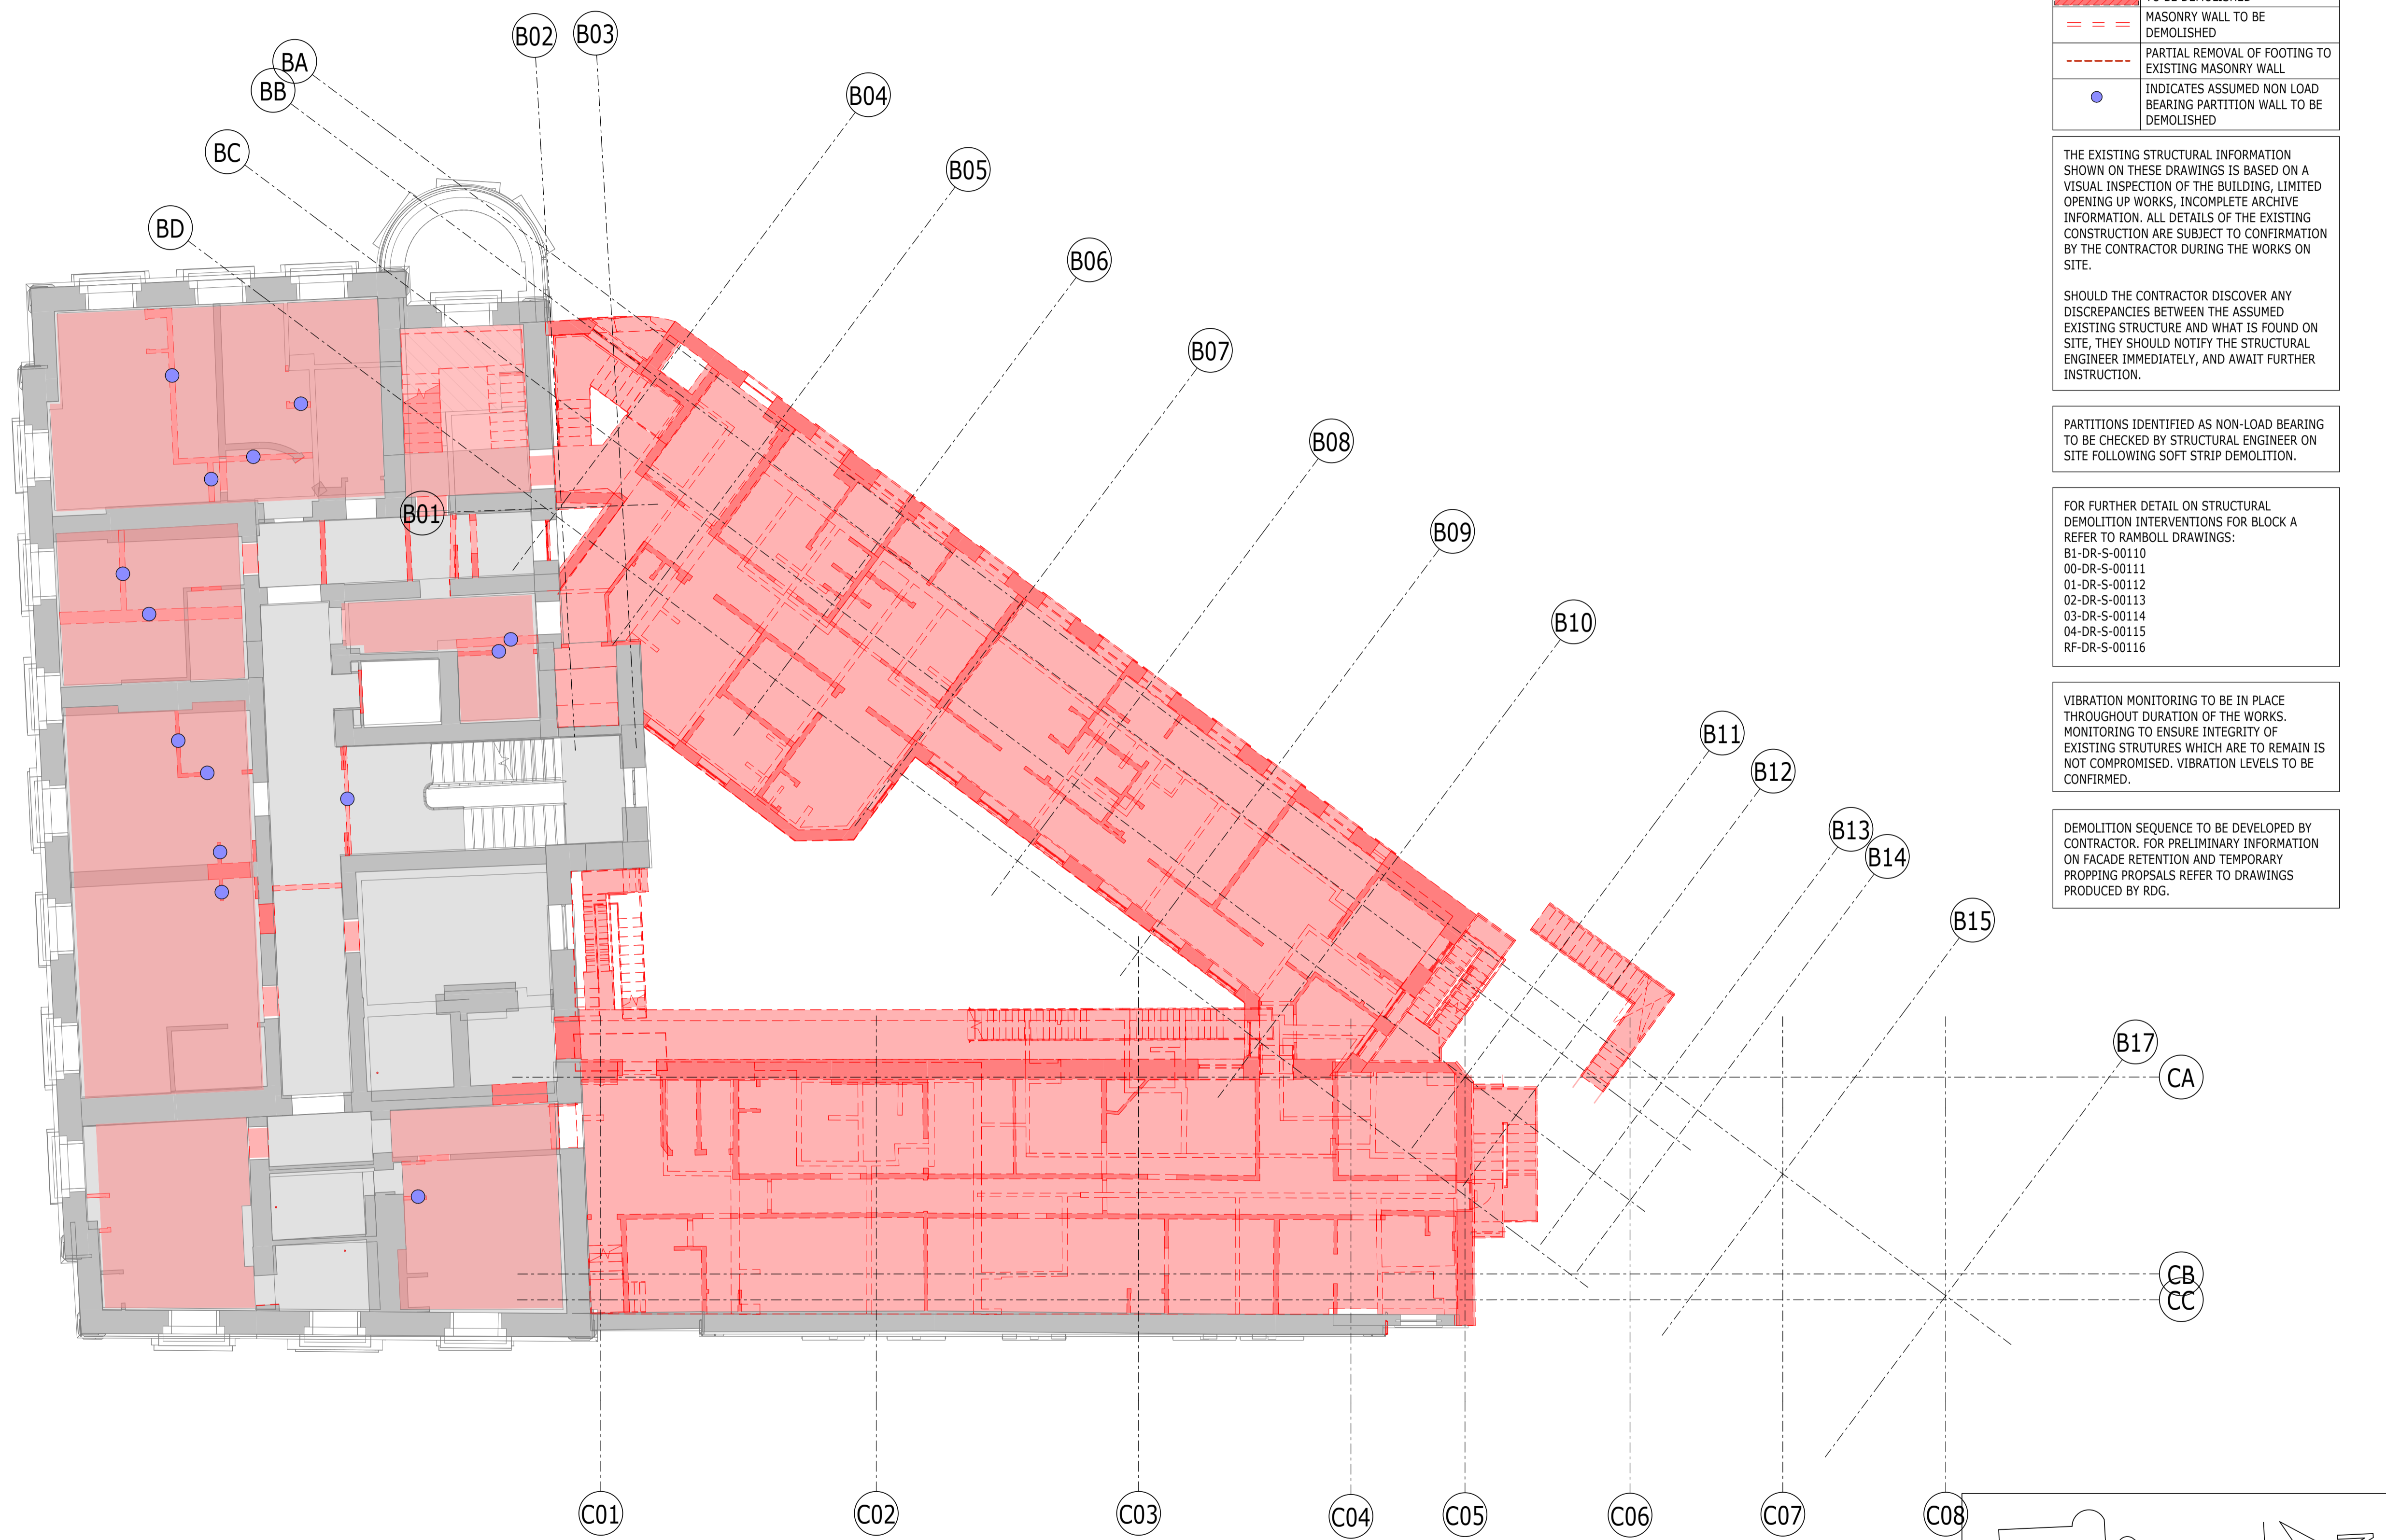 B02
B03
BA
BB
B04
BC
B05
BD
B06
B07
B08
B01
B09
B10
B11
B12
B13
B14
B15
B17
CA
CB
CC
C01
C02
C03
C04
C05
C06
C07
C08
TO BE DEMOLISHED
MASONRY WALL TO BE
DEMOLISHED
PARTIAL REMOVAL OF FOOTING TO
EXISTING MASONRY WALL
INDICATES ASSUMED NON LOAD
BEARING PARTITION WALL TO BE
DEMOLISHED
THE EXISTING STRUCTURAL INFORMATION
SHOWN ON THESE DRAWINGS IS BASED ON A
VISUAL INSPECTION OF THE BUILDING, LIMITED
OPENING UP WORKS, INCOMPLETE ARCHIVE
INFORMATION. ALL DETAILS OF THE EXISTING
CONSTRUCTION ARE SUBJECT TO CONFIRMATION
BY THE CONTRACTOR DURING THE WORKS ON
SITE.
SHOULD THE CONTRACTOR DISCOVER ANY
DISCREPANCIES BETWEEN THE ASSUMED
EXISTING STRUCTURE AND WHAT IS FOUND ON
SITE, THEY SHOULD NOTIFY THE STRUCTURAL
ENGINEER IMMEDIATELY, AND AWAIT FURTHER
INSTRUCTION.
PARTITIONS IDENTIFIED AS NON-LOAD BEARING
TO BE CHECKED BY STRUCTURAL ENGINEER ON
SITE FOLLOWING SOFT STRIP DEMOLITION.
FOR FURTHER DETAIL ON STRUCTURAL
DEMOLITION INTERVENTIONS FOR BLOCK A
REFER TO RAMBOLL DRAWINGS:
B1-DR-S-00110
00-DR-S-00111
01-DR-S-00112
02-DR-S-00113
03-DR-S-00114
04-DR-S-00115
RF-DR-S-00116
VIBRATION MONITORING TO BE IN PLACE
THROUGHOUT DURATION OF THE WORKS.
MONITORING TO ENSURE INTEGRITY OF
EXISTING STRUTURES WHICH ARE TO REMAIN IS
NOT COMPROMISED. VIBRATION LEVELS TO BE
CONFIRMED.
DEMOLITION SEQUENCE TO BE DEVELOPED BY
CONTRACTOR. FOR PRELIMINARY INFORMATION
ON FACADE RETENTION AND TEMPORARY
PROPPING PROPSALS REFER TO DRAWINGS
PRODUCED BY RDG.